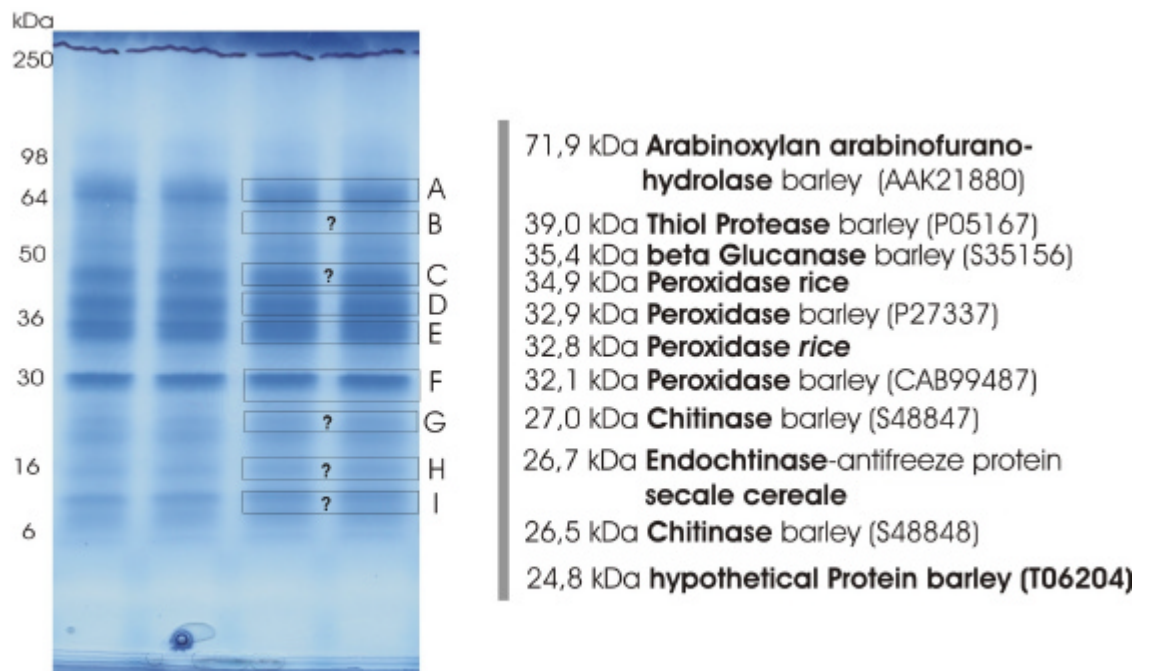 kDa
250
98
64
50
36
30
16
6
A
? B
? C
D
E
F
? G
? H
? I
71,9 kDa Arabinoxylan arabinofurano-
hydrolase barley (AAK21880)
39,0 kDa Thiol Protease barley (P05167)
35,4 kDa beta Glucanase barley (S35156)
34,9 kDa Peroxidase rice
32,9 kDa Peroxidase barley (P27337)
32,8 kDa Peroxidase rice
32,1 kDa Peroxidase barley (CAB99487)
27,0 kDa Chitinase barley (S48847)
26,7 kDa Endochtinase-antifreeze protein
secale cereale
26,5 kDa Chitinase barley (S48848)
24,8 kDa hypothetical Protein barley (T06204)